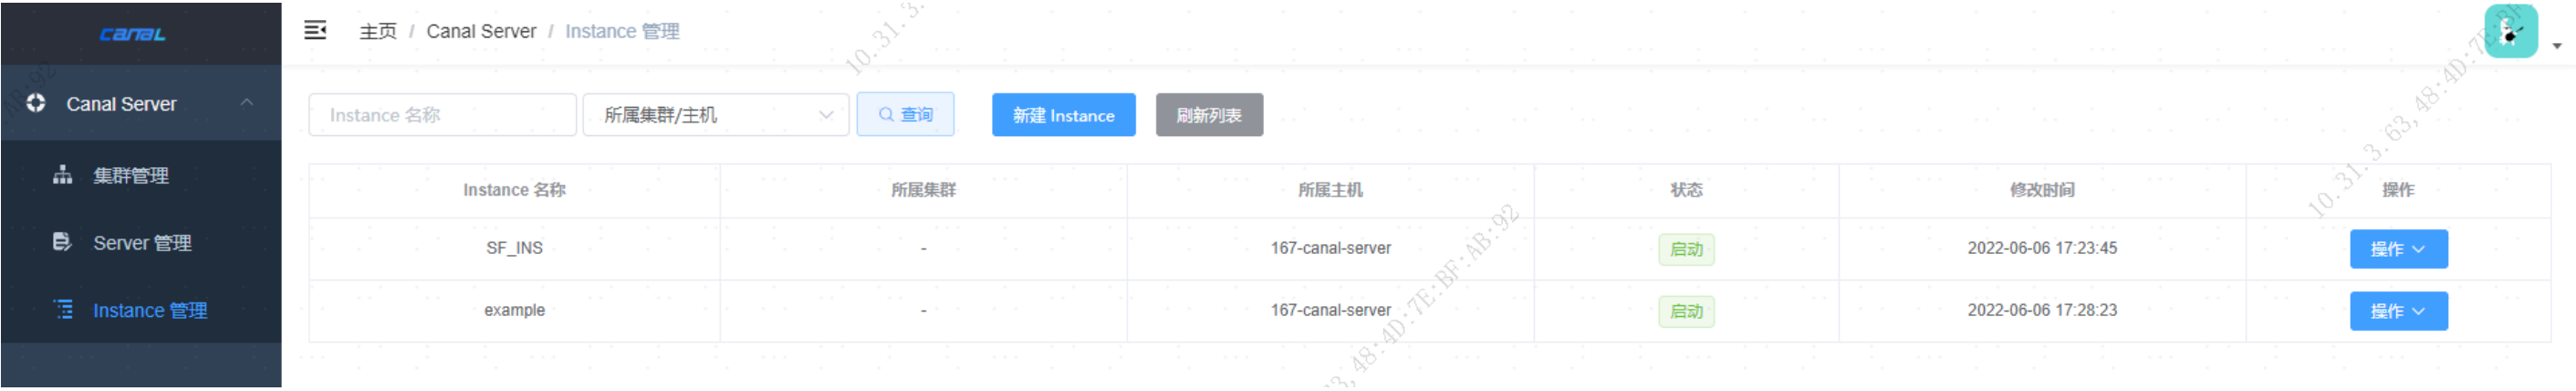 CANAL
主页 / Canal Server / Instance 管理
Canal Server
集群管理
Server 管理
Instance 管理
Instance 名称 所属集群/主机 查询 新建 Instance 刷新列表
Instance 名称 所属集群 所属主机 状态 修改时间 操作
SF_INS - 167-canal-server 启动 2022-06-06 17:23:45 操作
example - 167-canal-server 启动 2022-06-06 17:28:23 操作
10.31.3.
10.31.3.63,48:4D:7E:BF:
3,48:4D:7E:BF:AB:92
AB:92